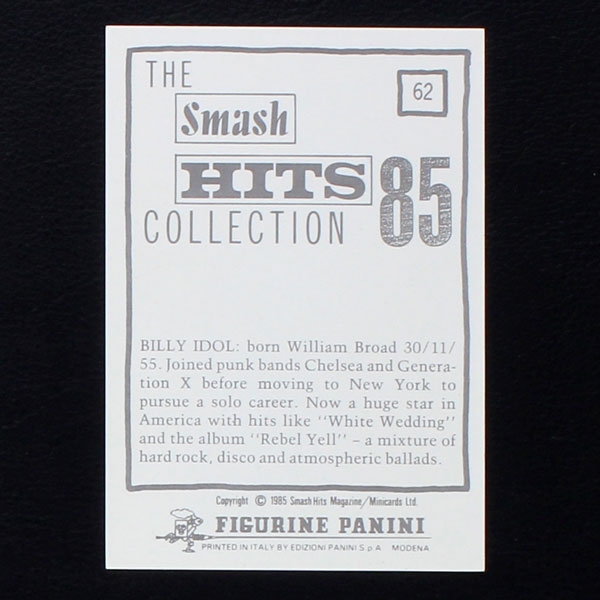 THE
62
Smash
HITS 85
COLLECTION
BILLY IDOL: born William Broad 30/11/
55. Joined punk bands Chelsea and Genera-
tion X before moving to New York to
pursue a solo career. Now a huge star in
America with hits like "White Wedding"
and the album "Rebel Yell" – a mixture of
hard rock, disco and atmospheric ballads.
Copyright © 1985 Smash Hits Magazine/Minicards Ltd.
FIGURINE PANINI
PRINTED IN ITALY BY EDIZIONI PANINI S.p.A. MODENA